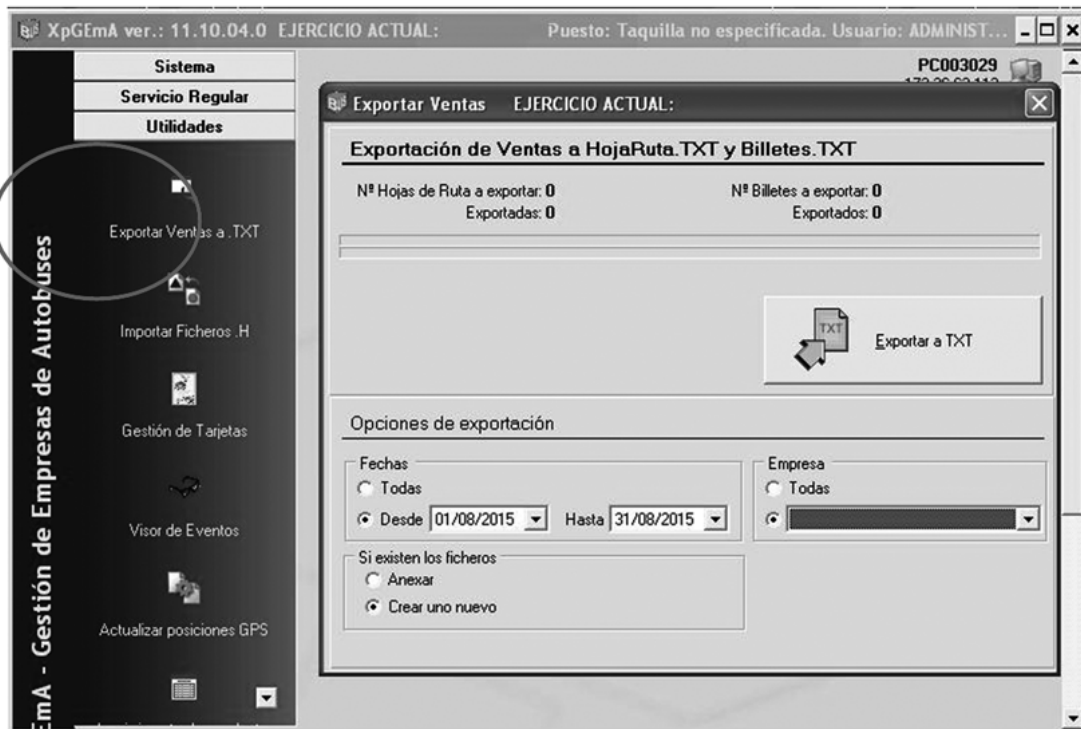 XpGEmA ver.: 11.10.04.0 EJERCICIO ACTUAL: Puesto: Taquilla no especificada. Usuario: ADMINIST...
Sistema
Servicio Regular
Utilidades
Exportar Ventas a .TXT
Importar Ficheros .H
Gestión de Tarjetas
Visor de Eventos
Actualizar posiciones GPS
EmA - Gestión de Empresas de Autobuses
PC003029
Exportar Ventas EJERCICIO ACTUAL:
Exportación de Ventas a HojaRuta.TXT y Billetes.TXT
Nº Hojas de Ruta a exportar: 0 Nº Billetes a exportar: 0
Exportadas: 0 Exportados: 0
TXT
Exportar a TXT
Opciones de exportación
Fechas
Todas
Desde 01/08/2015 Hasta 31/08/2015
Empresa
Todas
Si existen los ficheros
Anexar
Crear uno nuevo